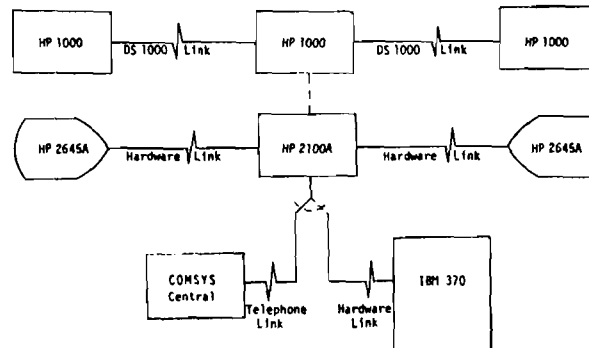 HP 1000
HP 1000
HP 1000
DS 1000 Link
DS 1000 Link
HP 2645A
HP 2100A
HP 2645A
Hardware Link
Hardware Link
COMSYS
Central
IBM 370
Telephone
Link
Hardware
Link